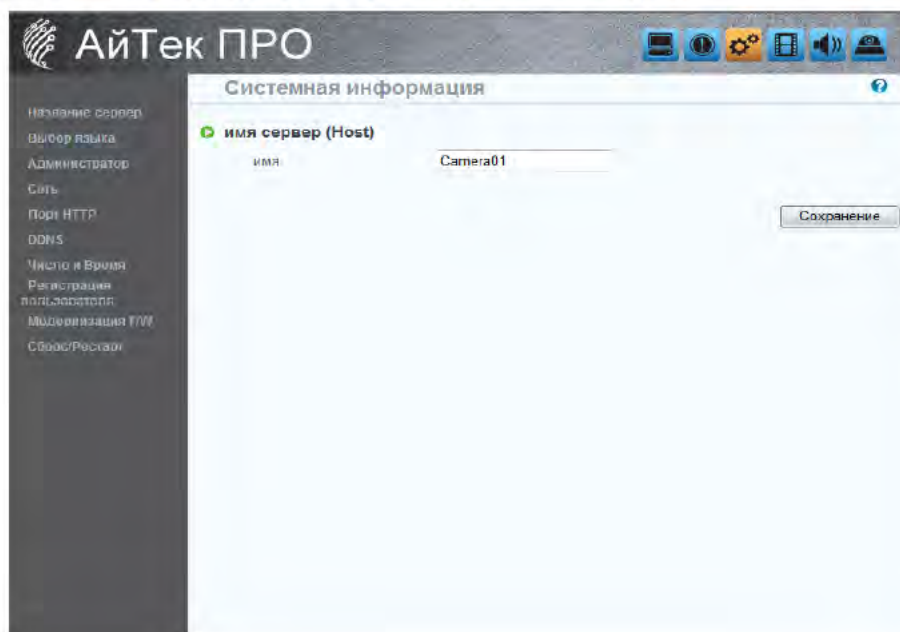 АйТек ПРО
Системная информация
Название сервер
Выбор языка
Администратор
Сеть
Порт HTTP
DDNS
Число и Время
Регистрация
пользователя
Модернизация F/W
Сброс/Рестарт
имя сервер (Host)
имя
Camera01
Сохранение